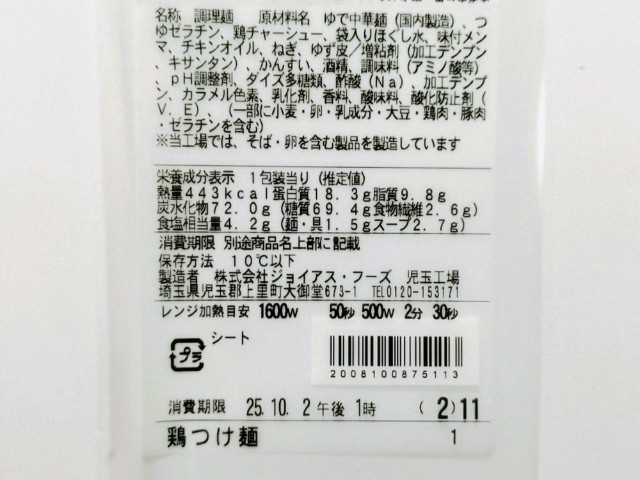 名称 調理麺 原材料名 ゆで中華麺(国内製造)、つ
ゆゼラチン、鶏チャーシュー、袋入りほぐし水、味付メン
マ、チキンオイル、ねぎ、ゆず皮/増粘剤(加工デンプン
、キサンタン)、かんすい、酒精、調味料(アミノ酸等)
、pH調整剤、ダイズ多糖類、酢酸(Na)、加工デンプ
ン、カラメル色素、乳化剤、香料、酸味料、酸化防止剤(
V.E)、(一部に小麦・卵・乳成分・大豆・鶏肉・豚肉
・ゼラチンを含む)
※当工場では、そば・卵を含む製品を製造しています
栄養成分表示 1包装当り(推定値)
熱量443kcal蛋白質18.3g脂質9.8g
炭水化物72.0g(糖質69.4g食物繊維2.6g)
食塩相当量4.2g(麺・具1.5gスープ2.7g)
消費期限 別途商品名上部に記載
保存方法 10℃以下
製造者 株式会社ジョイアス・フーズ 児玉工場
埼玉県児玉郡上里町大御堂673-1 TEL0120-153171
レンジ加熱目安 1600W 50秒 500W 2分 30秒
プラ
シート
2008100875113
消費期限 25.10. 2 午後 1時 (2)11
鶏つけ麺 1